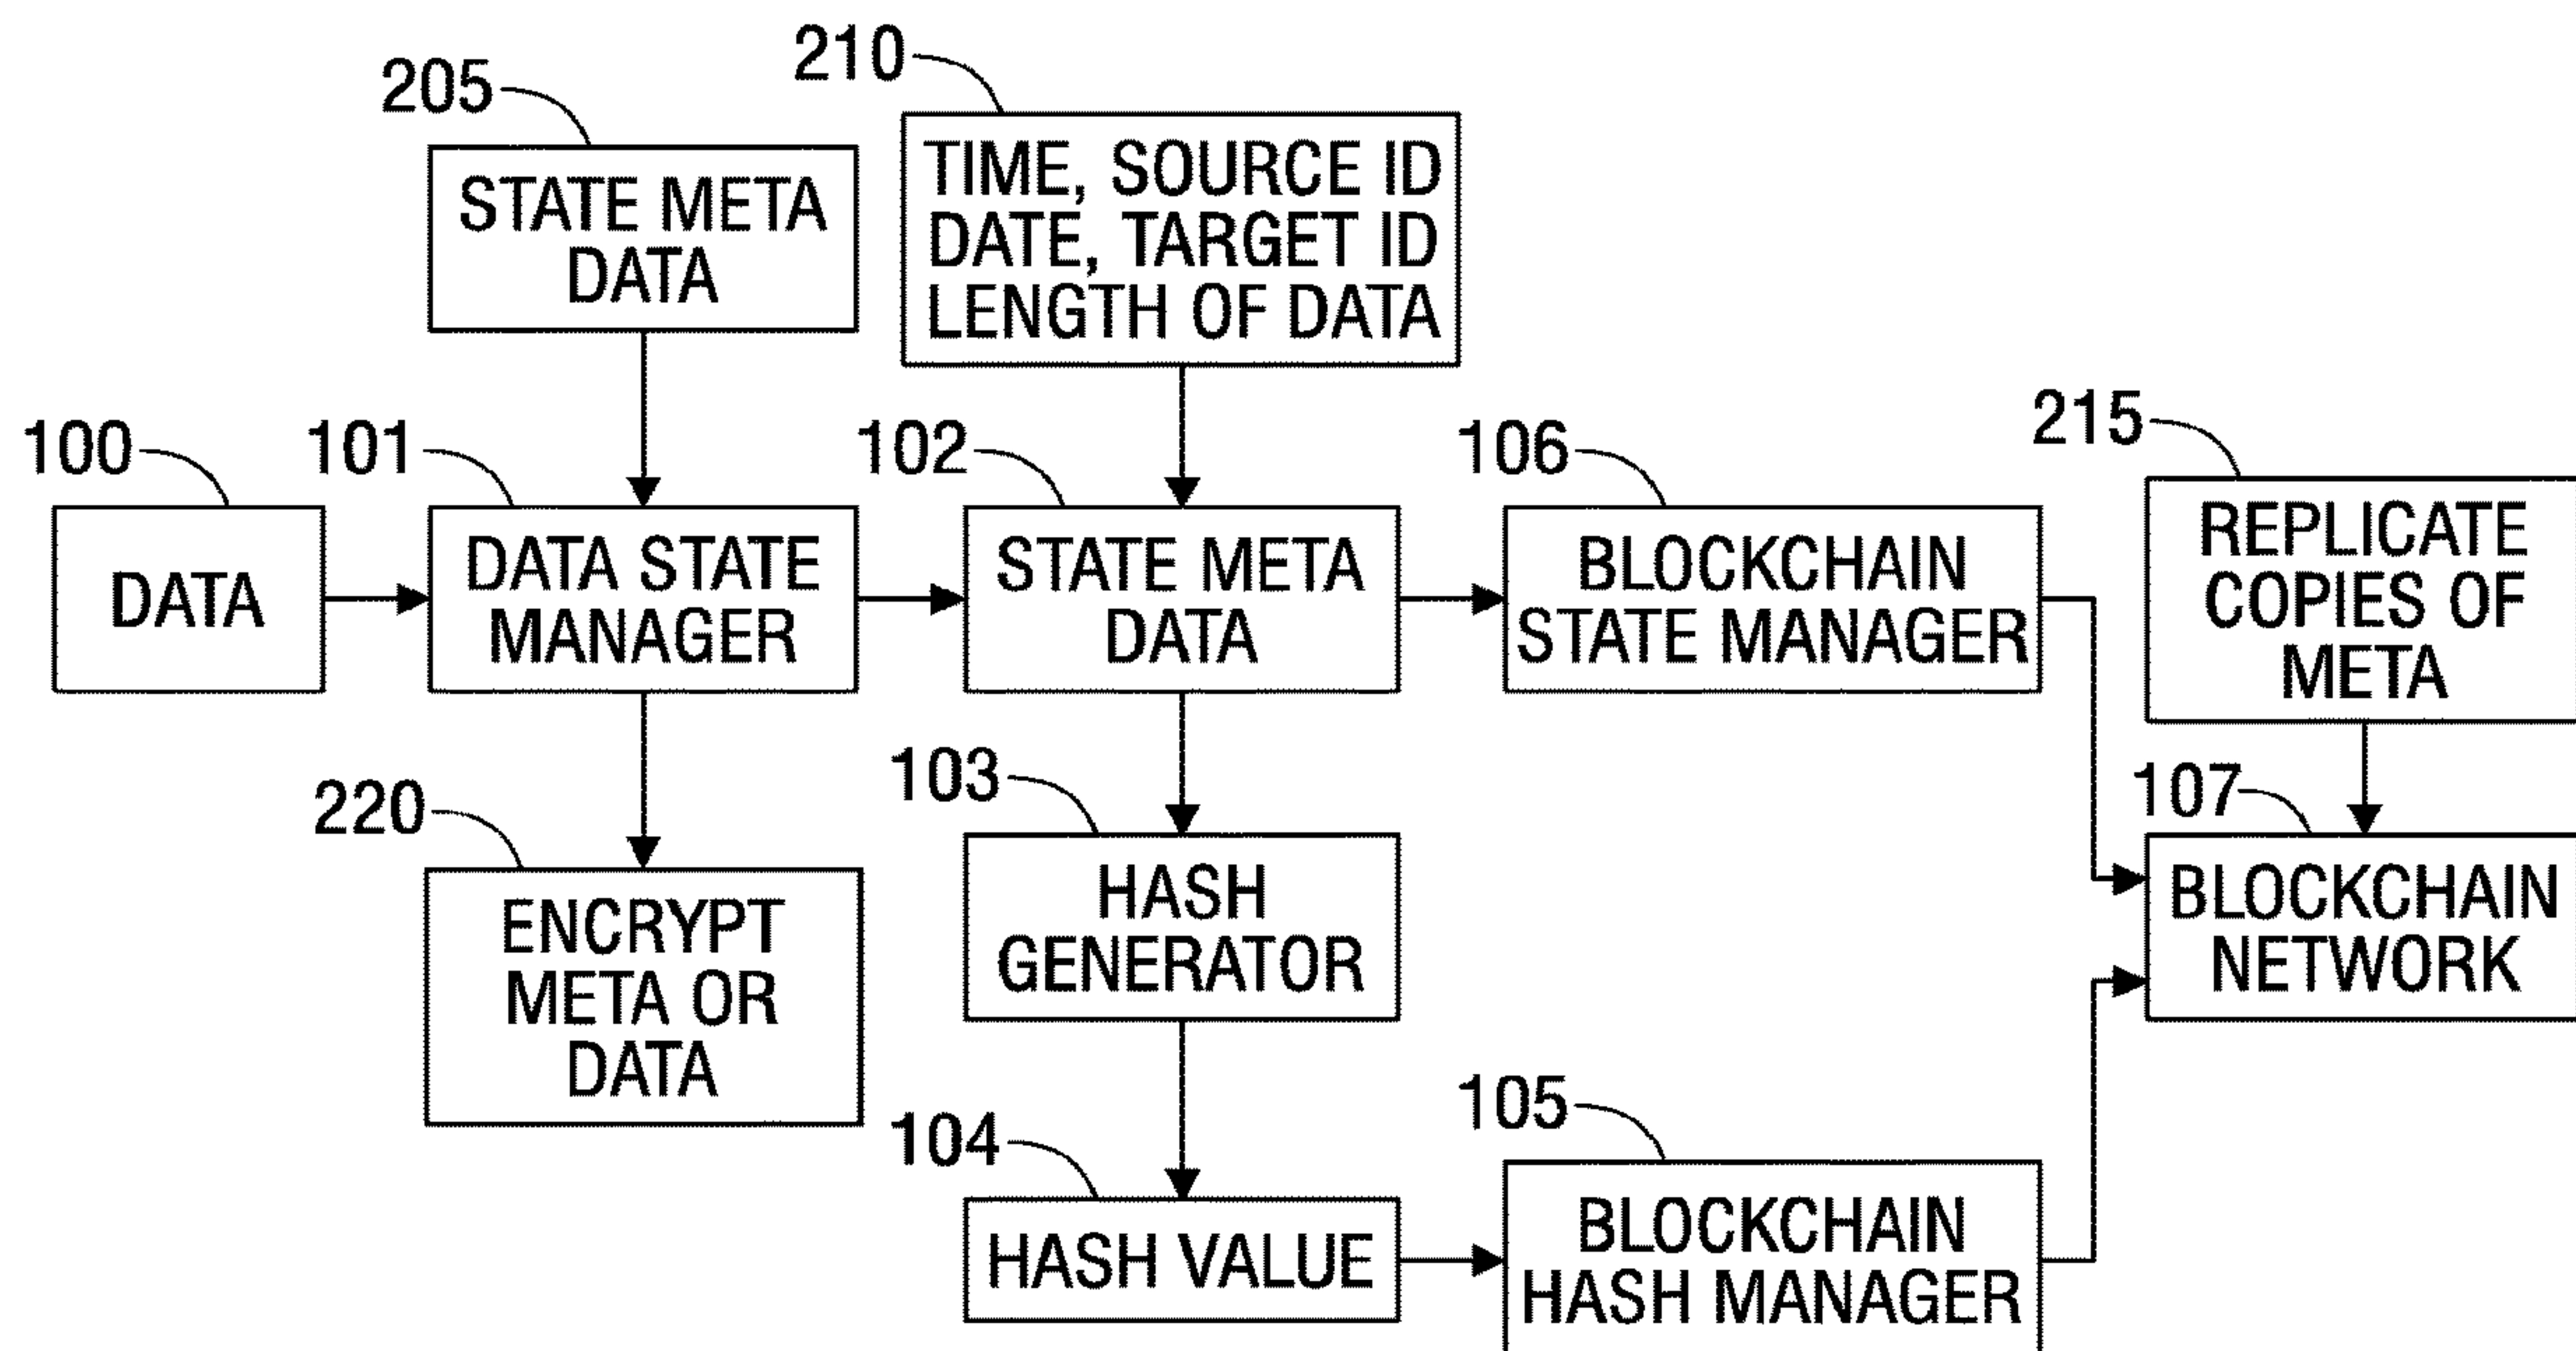 210
205
TIME, SOURCE ID
DATE, TARGET ID
LENGTH OF DATA
STATE META
DATA
100
101
102
106
215
DATA
DATA STATE
MANAGER
STATE META
DATA
BLOCKCHAIN
STATE MANAGER
REPLICATE
COPIES OF
META
220
103
107
ENCRYPT
META OR
DATA
HASH
GENERATOR
BLOCKCHAIN
NETWORK
104
105
HASH VALUE
BLOCKCHAIN
HASH MANAGER